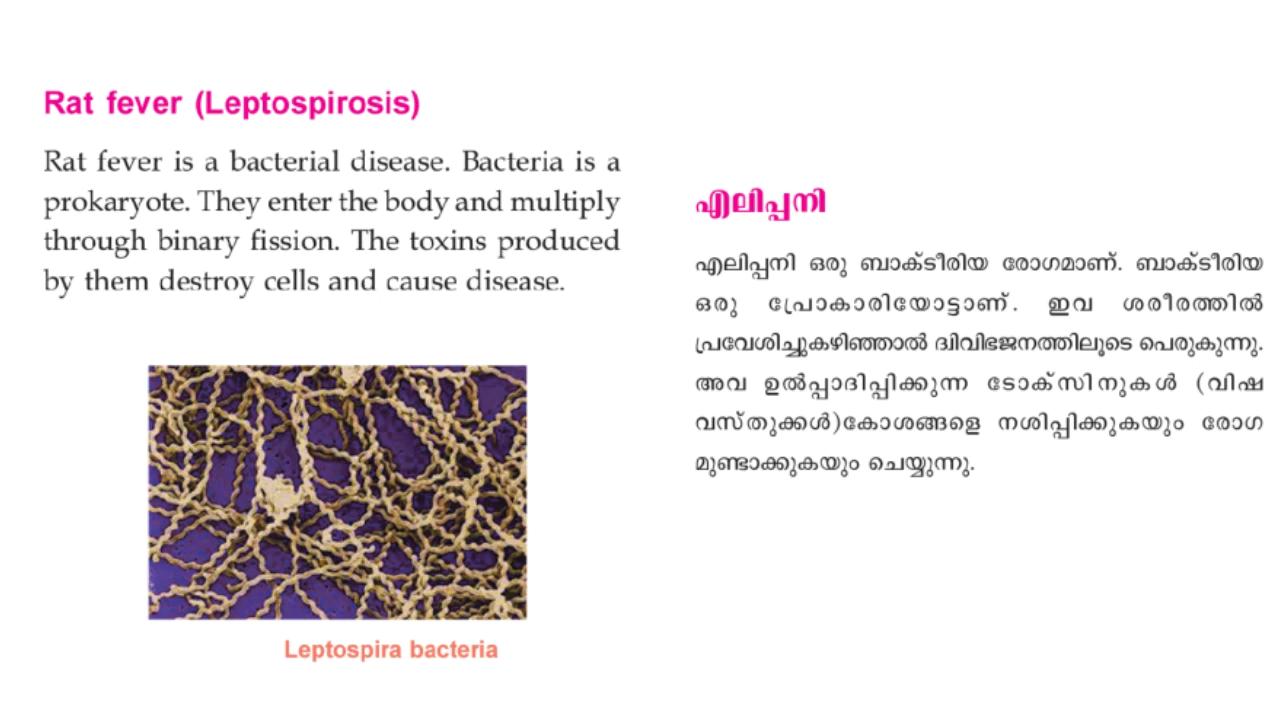 Rat fever (Leptospirosis)
Rat fever is a bacterial disease. Bacteria is a
prokaryote. They enter the body and multiply
through binary fission. The toxins produced
by them destroy cells and cause disease.
Leptospira bacteria
എലിപ്പനി
എലിപ്പനി ഒരു ബാക്ടീരിയ രോഗമാണ്. ബാക്ടീരിയ
ഒരു പ്രോകാരിയോട്ടാണ്. ഇവ ശരീരത്തിൽ
പ്രവേശിച്ചുകഴിഞ്ഞാൽ ദ്വിവിഭജനത്തിലൂടെ പെരുകുന്നു.
അവ ഉൽപ്പാദിപ്പിക്കുന്ന ടോക്സിനുകൾ (വിഷ
വസ്തുക്കൾ)കോശങ്ങളെ നശിപ്പിക്കുകയും രോഗ
മുണ്ടാക്കുകയും ചെയ്യുന്നു.